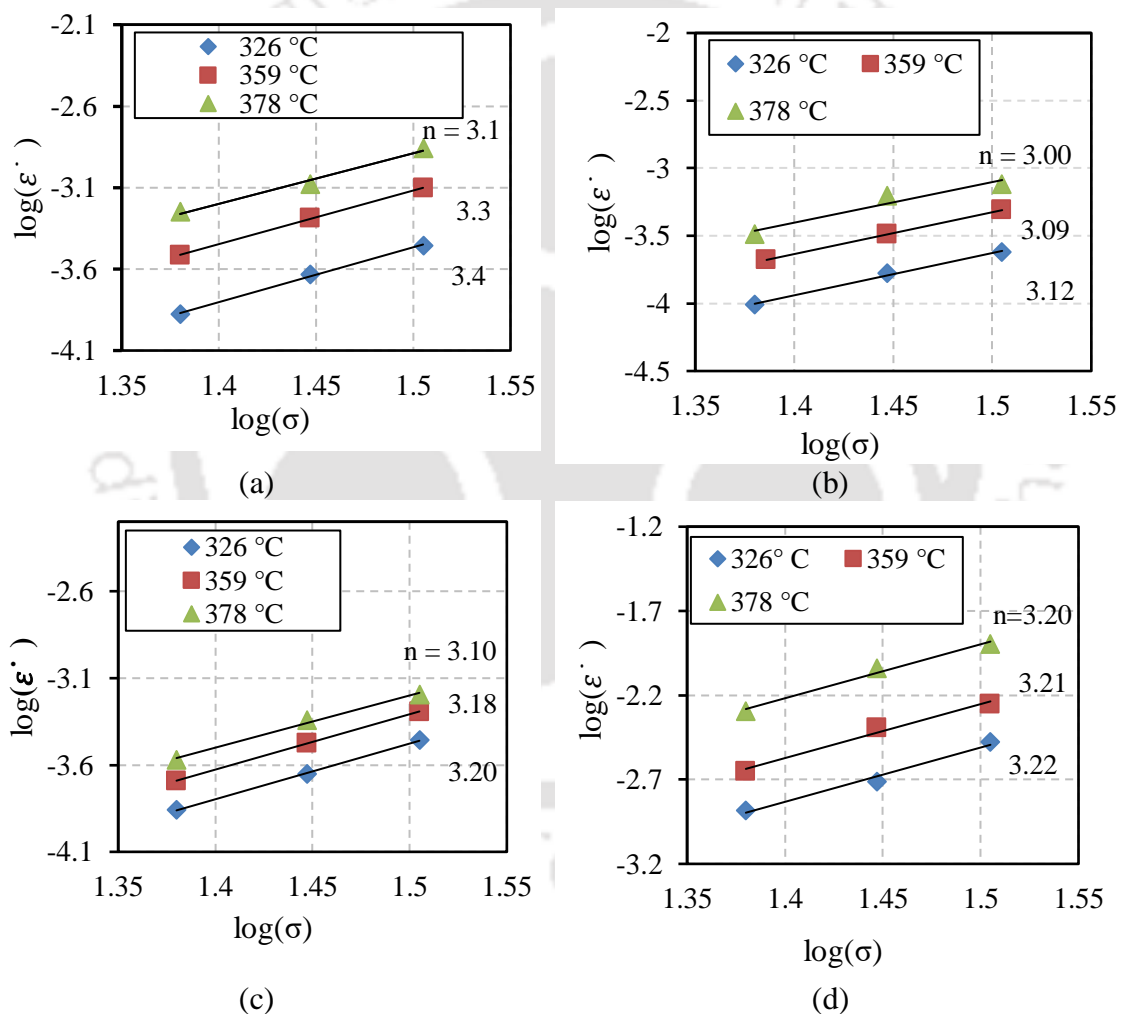 -2.1
-2.6
-3.1
-3.6
-4.1
1.35 1.4 1.45 1.5 1.55
log(ε˙ )
log(σ)
326 °C
359 °C
378 °C
n = 3.1
3.3
3.4
(a)
-2
-2.5
-3
-3.5
-4
-4.5
1.35 1.4 1.45 1.5 1.55
log(ε˙ )
log(σ)
326 °C 359 °C
378 °C
n = 3.00
3.09
3.12
(b)
-2.6
-3.1
-3.6
-4.1
1.35 1.4 1.45 1.5 1.55
log(ε˙ )
log(σ)
326 °C
359 °C
378 °C
n = 3.10
3.18
3.20
(c)
-1.2
-1.7
-2.2
-2.7
-3.2
1.35 1.4 1.45 1.5 1.55
log(ε˙ )
log(σ)
326° C 359 °C
378 °C
n=3.20
3.21
3.22
(d)